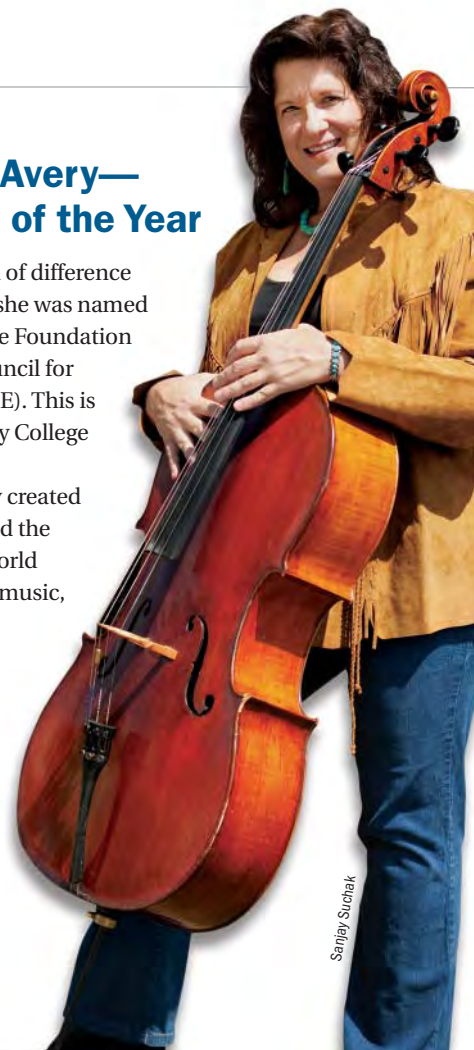 Avery—
of the Year
of difference
she was named
e Foundation
uncil for
E). This is
y College
y created
d the
orld
music,
Sanjay Suchak